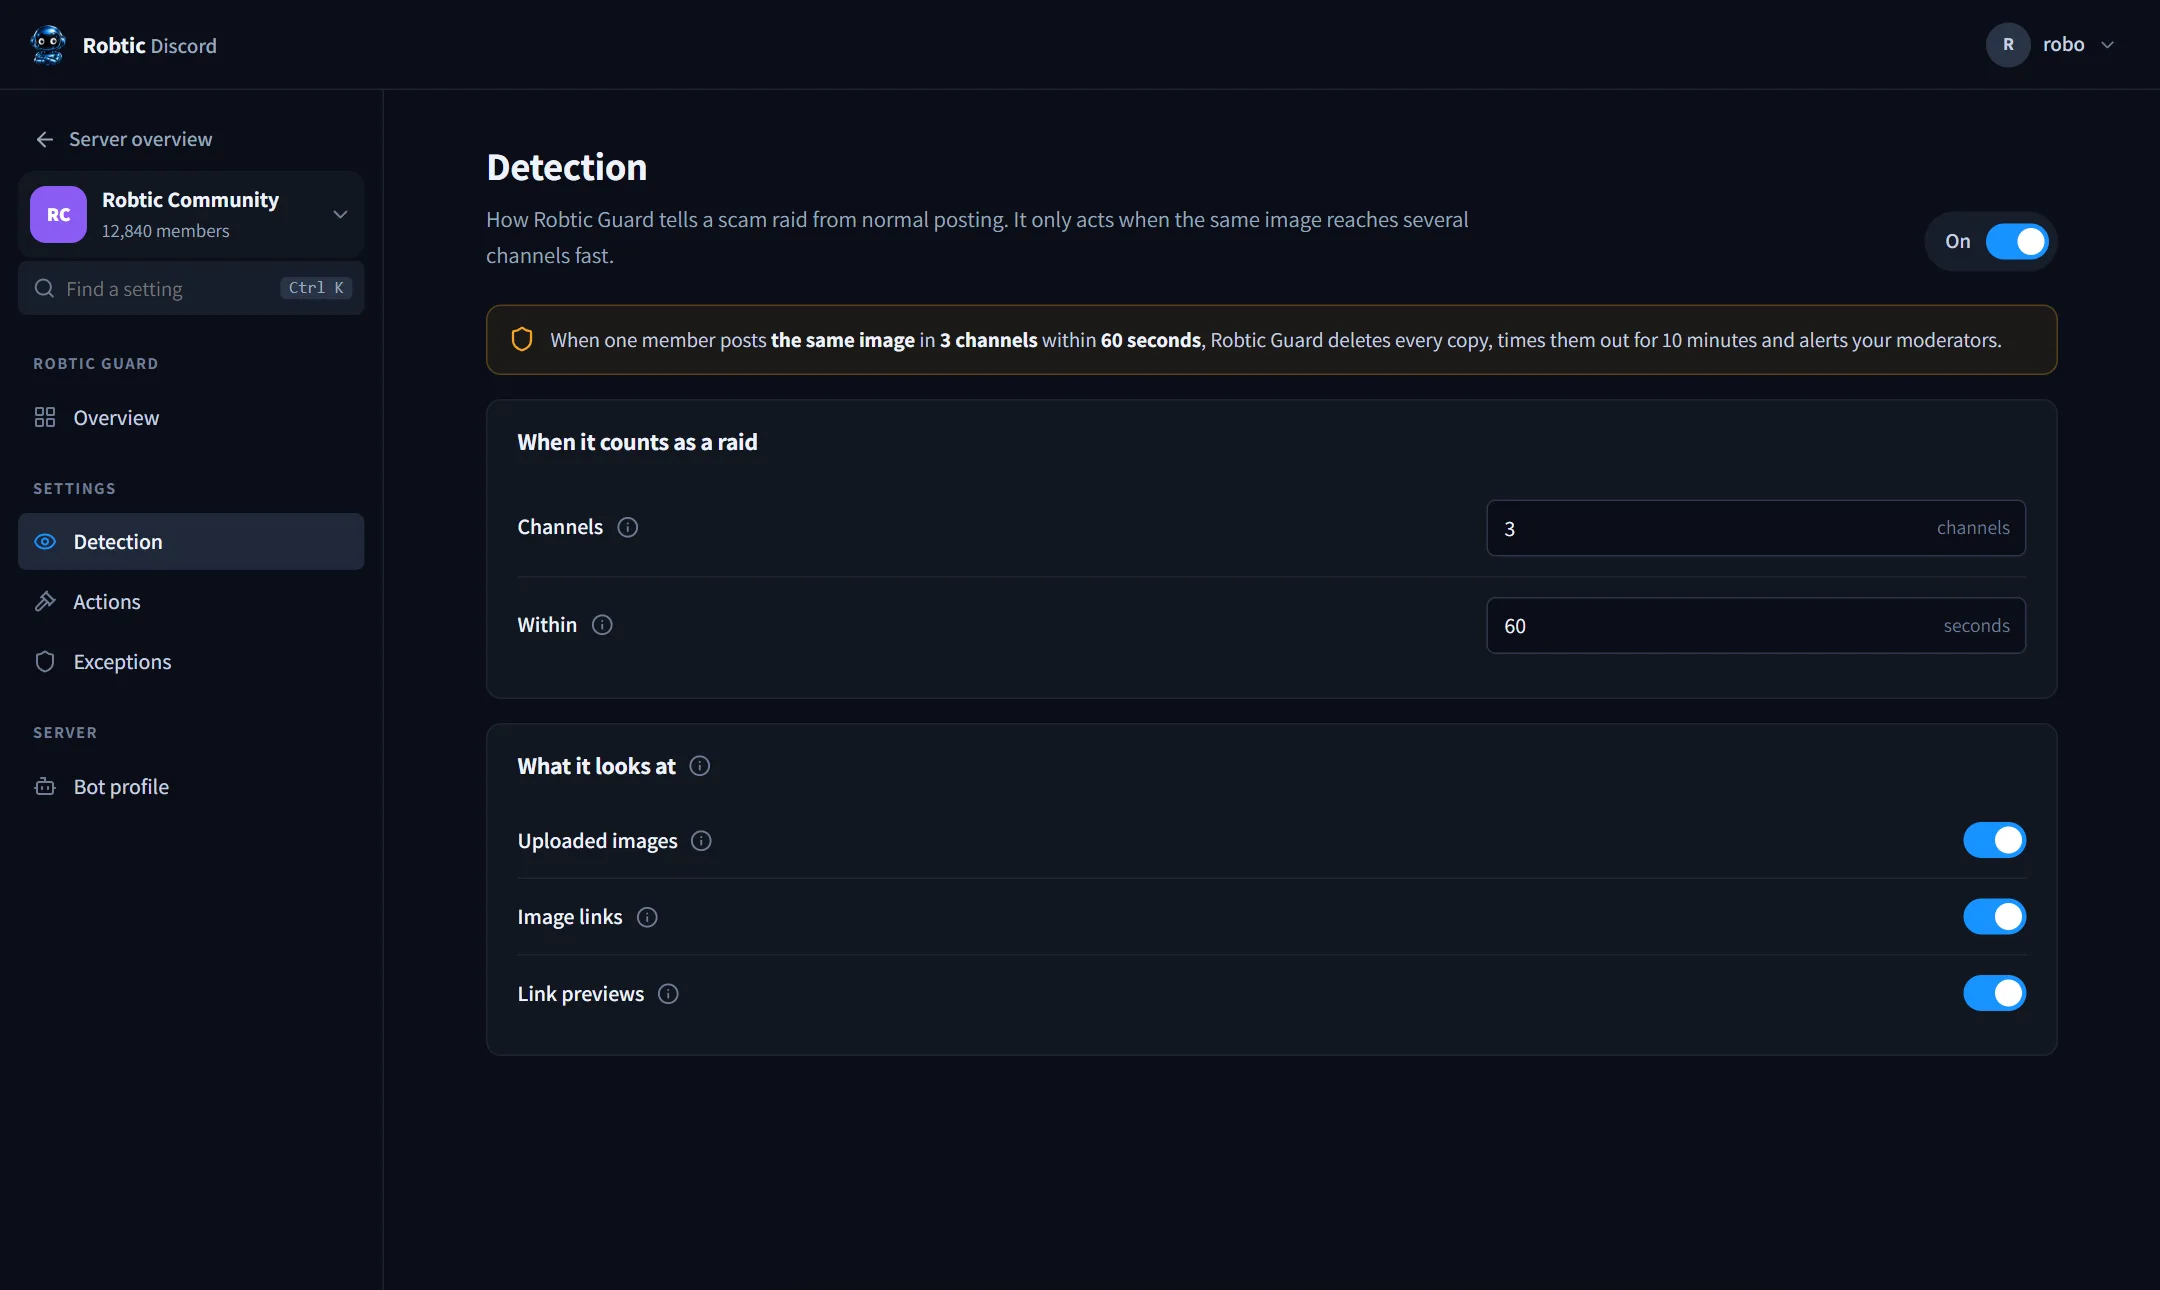 Robtic Discord
R robo
Server overview
RC
Robtic Community
12,840 members
Find a setting
Ctrl K
ROBTIC GUARD
Overview
SETTINGS
Detection
Actions
Exceptions
SERVER
Bot profile
Detection
How Robtic Guard tells a scam raid from normal posting. It only acts when the same image reaches several
channels fast.
On
When one member posts the same image in 3 channels within 60 seconds, Robtic Guard deletes every copy, times them out for 10 minutes and alerts your moderators.
When it counts as a raid
Channels
3 channels
Within
60 seconds
What it looks at
Uploaded images
Image links
Link previews